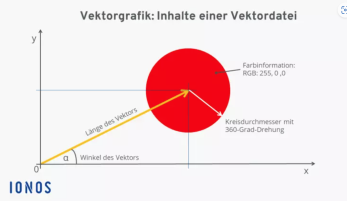 Vektorgrafik: Inhalte einer Vektordatei
y
Farbinformation:
RGB: 255, 0 ,0
Länge des Vektors
Kreisdurchmesser mit
360-Grad-Drehung
α
Winkel des Vektors
0
x
IONOS